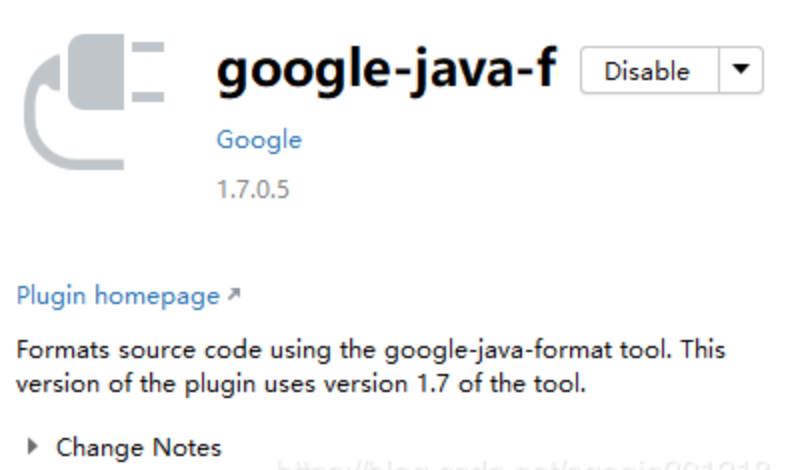 google-java-f
Disable
Google
1.7.0.5
Plugin homepage
Formats source code using the google-java-format tool. This
version of the plugin uses version 1.7 of the tool.
Change Notes